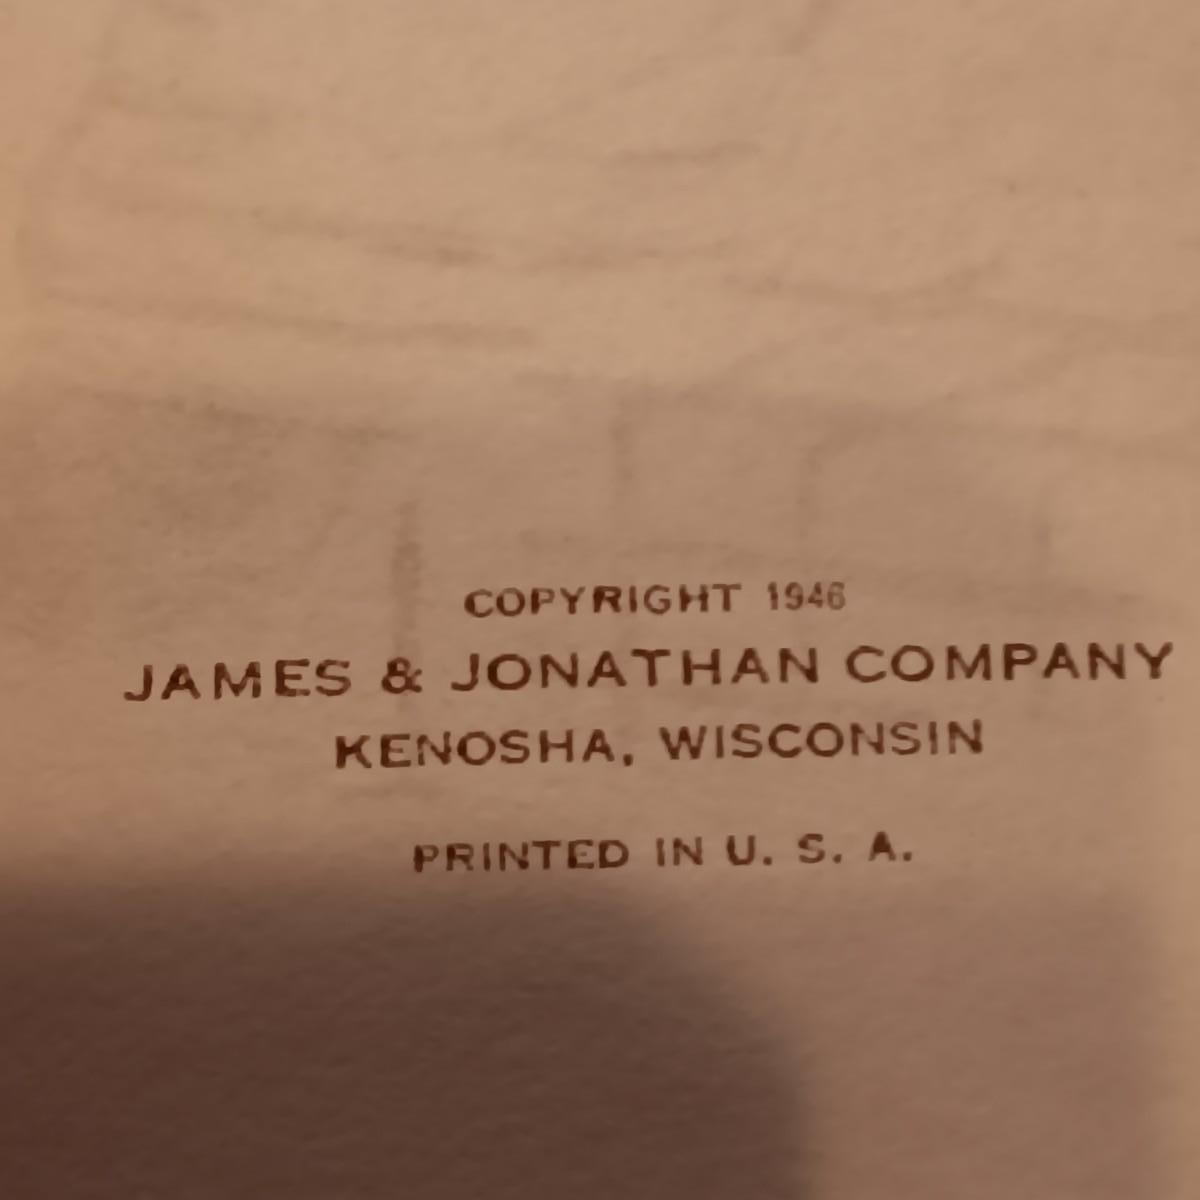 COPYRIGHT 1946
JAMES & JONATHAN COMPANY
KENOSHA, WISCONSIN
PRINTED IN U. S. A.